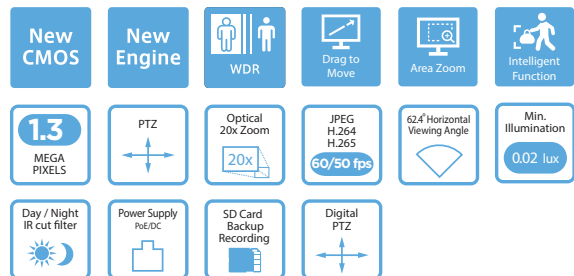 New
CMOS
New
Engine
WDR
Drag to
Move
Area Zoom
Intelligent
Function
1.3
MEGA
PIXELS
PTZ
Optical
20x Zoom
20x
JPEG
H.264
H.265
60/50 fps
62.4° Horizontal
Viewing Angle
Min.
Illumination
0.02 lux
Day / Night
IR cut filter
Power Supply
PoE/DC
SD Card
Backup
Recording
Digital
PTZ